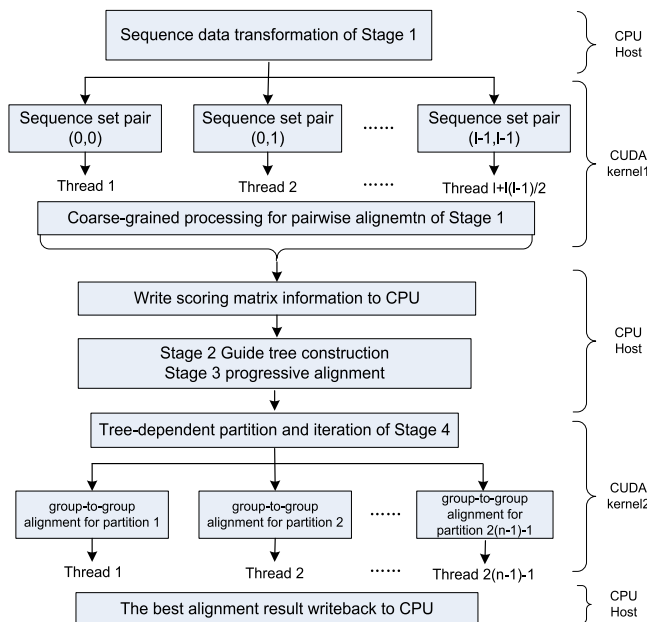 Sequence data transformation of Stage 1
CPU
Host
Sequence set pair
(0,0)
Sequence set pair
(0,1)
......
Sequence set pair
(l-1,l-1)
CUDA
kernel1
Thread 1
Thread 2
......
Thread l+l(l-1)/2
Coarse-grained processing for pairwise alignemtn of Stage 1
Write scoring matrix information to CPU
CPU
Host
Stage 2 Guide tree construction
Stage 3 progressive alignment
Tree-dependent partition and iteration of Stage 4
CUDA
kernel2
group-to-group
alignment for partition 1
group-to-group
alignment for partition 2
......
group-to-group
alignment for
partition 2(n-1)-1
Thread 1
Thread 2
......
Thread 2(n-1)-1
The best alignment result writeback to CPU
CPU
Host